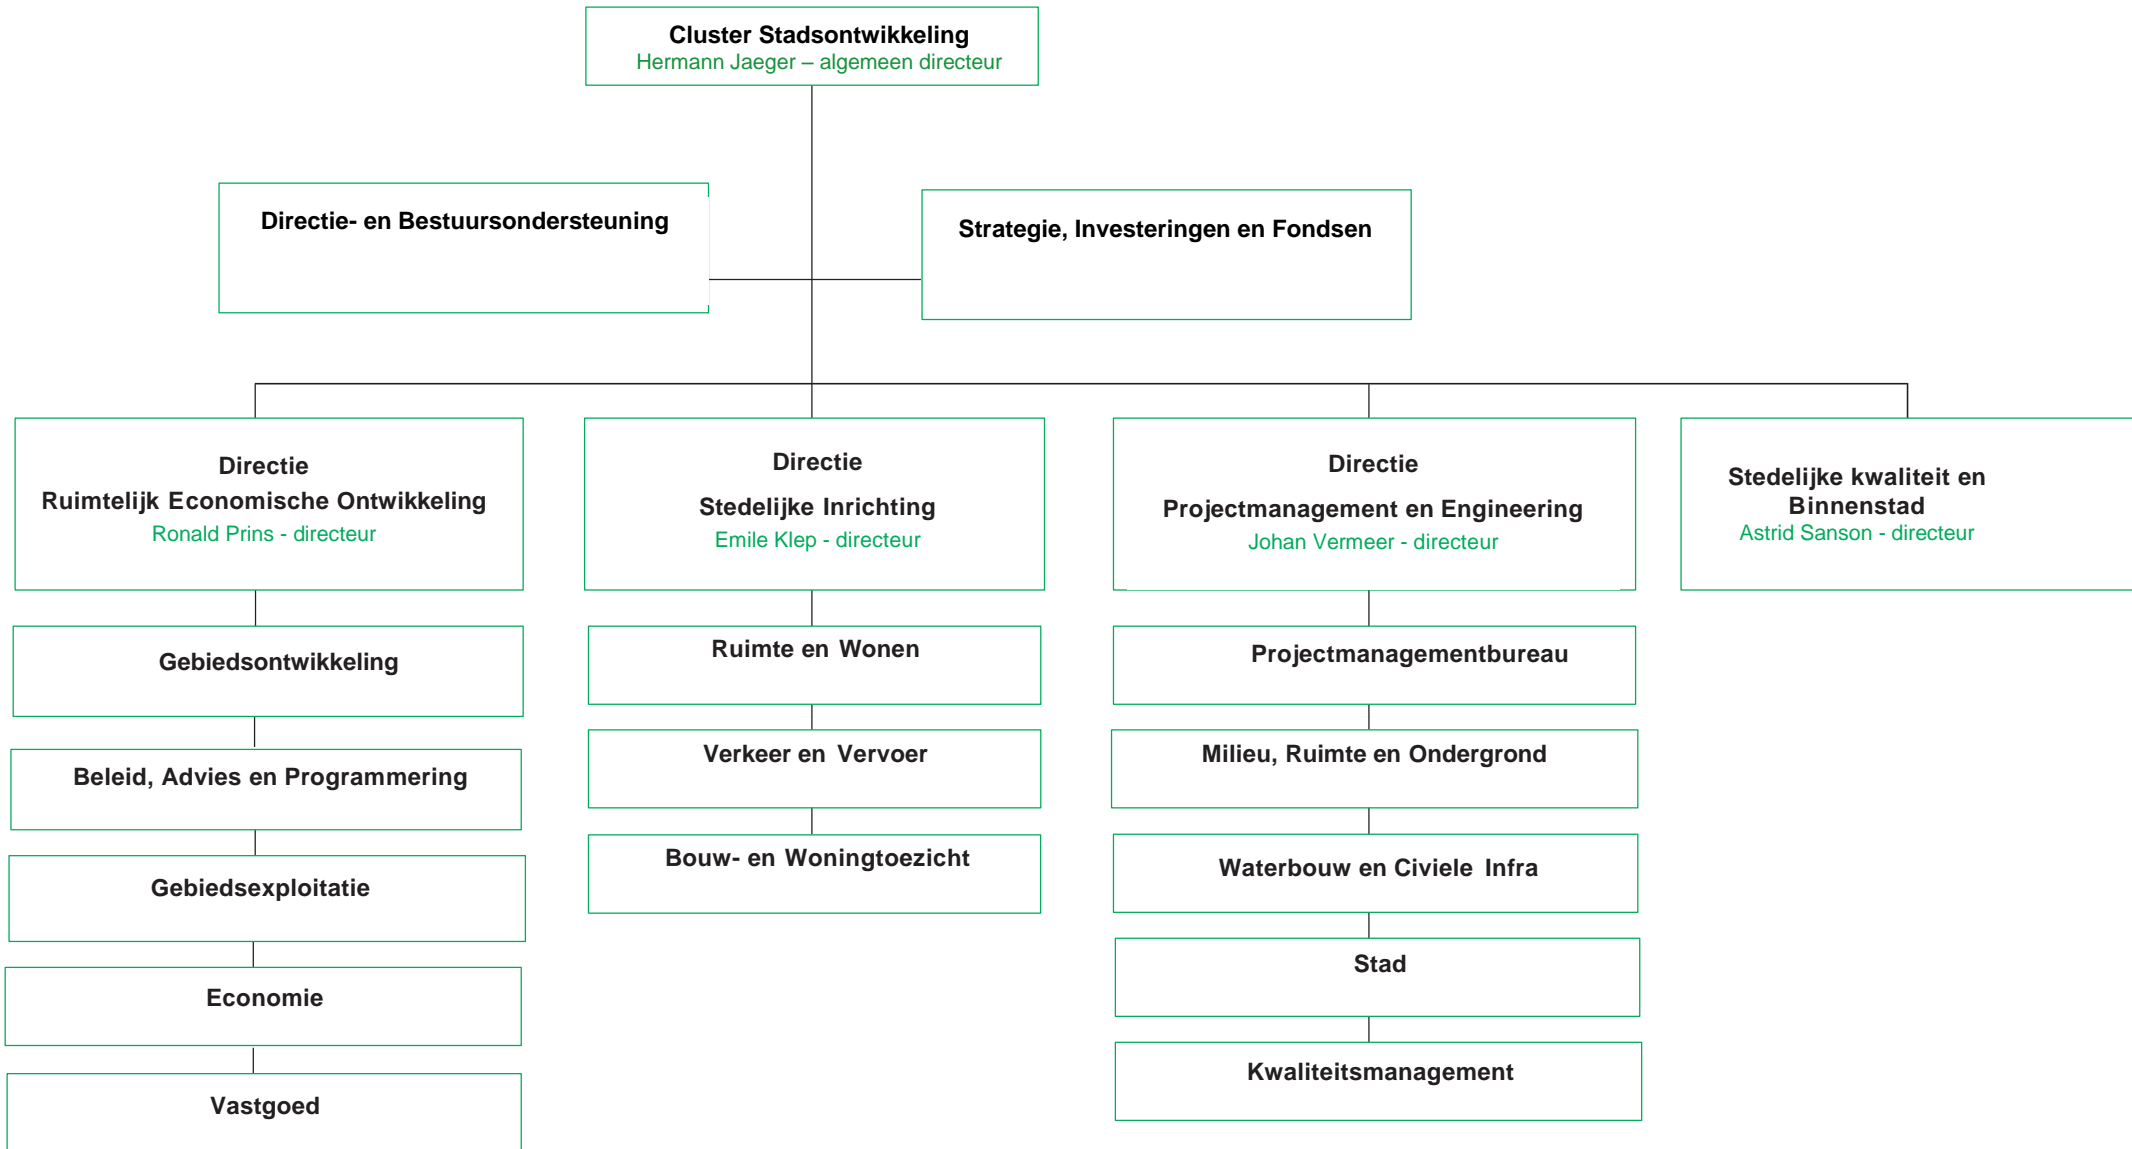 Cluster Stadsontwikkeling
Hermann Jaeger – algemeen directeur
Directie- en Bestuursondersteuning
Strategie, Investeringen en Fondsen
Directie
Ruimtelijk Economische Ontwikkeling
Ronald Prins - directeur
Directie
Stedelijke Inrichting
Emile Klep - directeur
Directie
Projectmanagement en Engineering
Johan Vermeer - directeur
Stedelijke kwaliteit en
Binnenstad
Astrid Sanson - directeur
Gebiedsontwikkeling
Beleid, Advies en Programmering
Gebiedsexploitatie
Economie
Vastgoed
Ruimte en Wonen
Verkeer en Vervoer
Bouw- en Woningtoezicht
Projectmanagementbureau
Milieu, Ruimte en Ondergrond
Waterbouw en Civiele Infra
Stad
Kwaliteitsmanagement